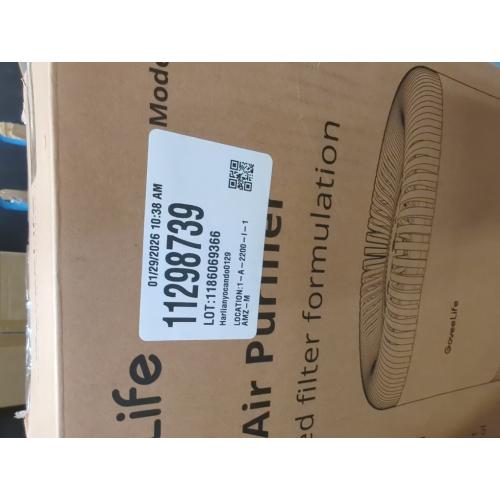 01/29/2026 10:38 AM
11298739
LOT:1186069366
Harlianyocando0129
LOCATION:1-A-2200-I-1
AMZ-M
Life
Air Purifier
ed filter formulation
Mode
GoveeLife